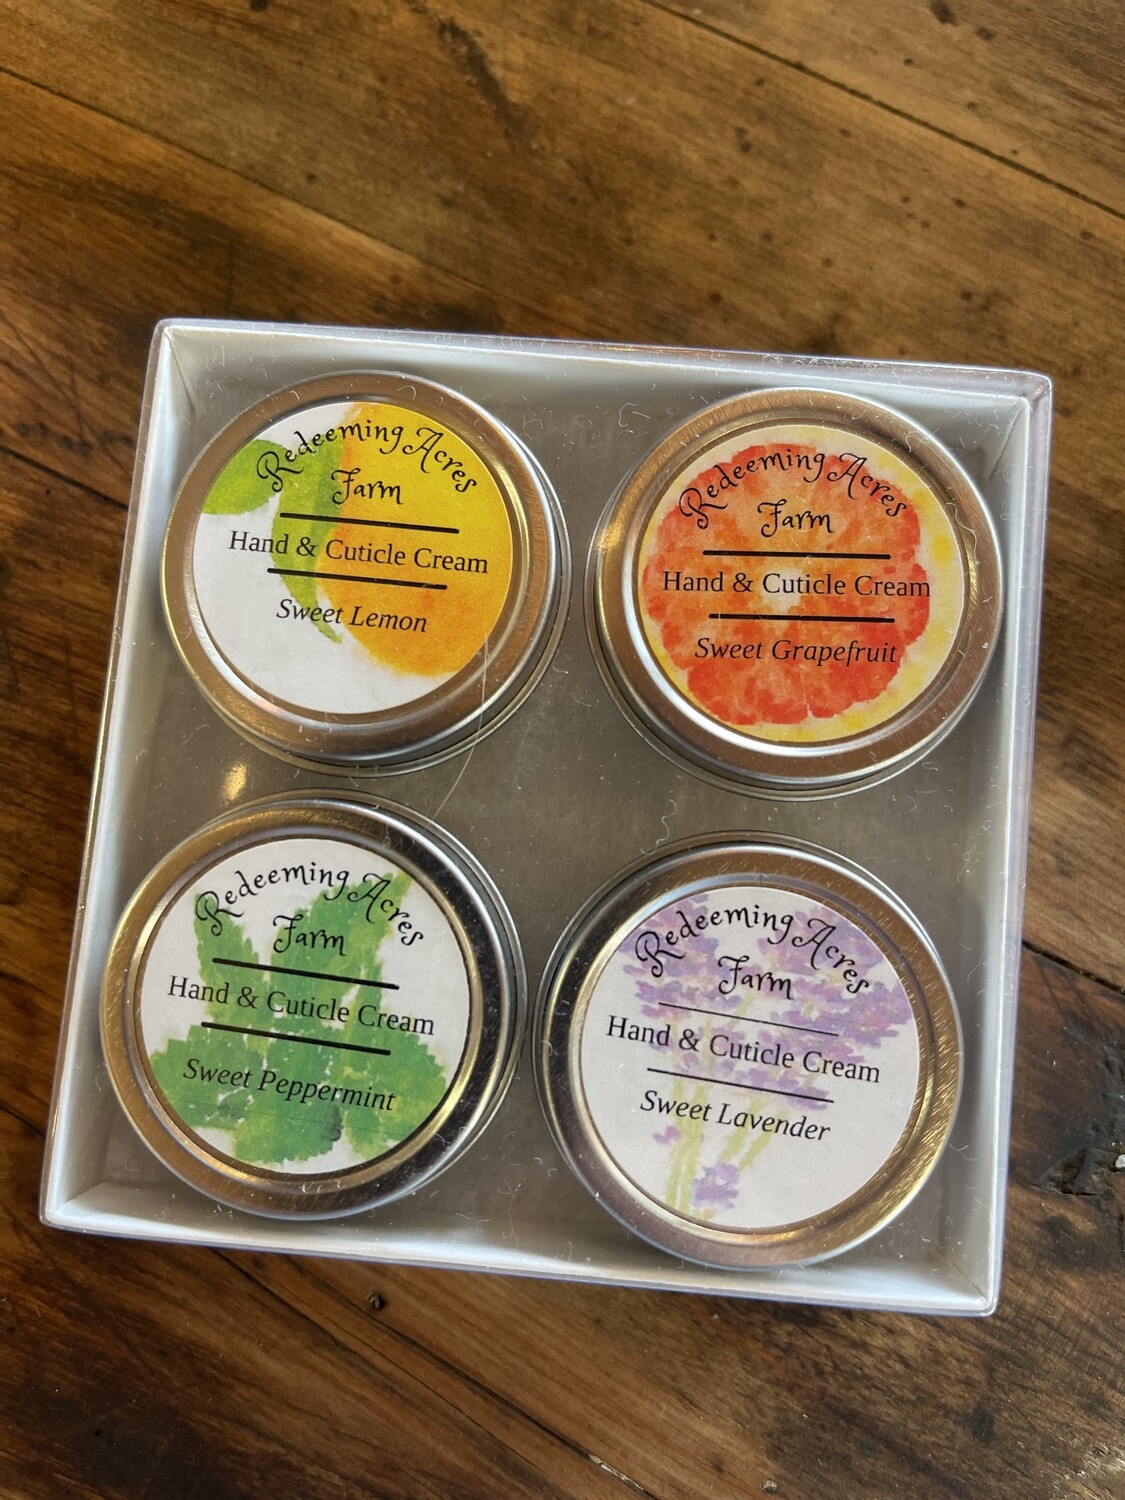 Redeeming Acres
Farm
Hand & Cuticle Cream
Sweet Lemon
Redeeming Acres
Farm
Hand & Cuticle Cream
Sweet Grapefruit
Redeeming Acres
Farm
Hand & Cuticle Cream
Sweet Peppermint
Redeeming Acres
Farm
Hand & Cuticle Cream
Sweet Lavender